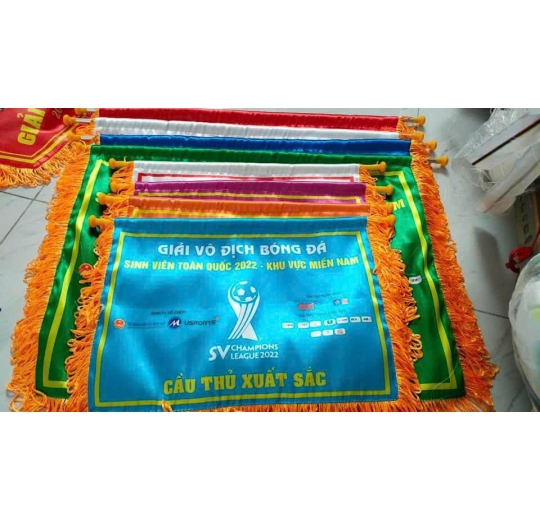 GIẢI
GIẢI VÔ ĐỊCH BÓNG ĐÁ
SINH VIÊN TOÀN QUỐC 2022 - KHU VỰC MIỀN NAM
SV CHAMPIONS
LEAGUE 2022
CẦU THỦ XUẤT SẮC